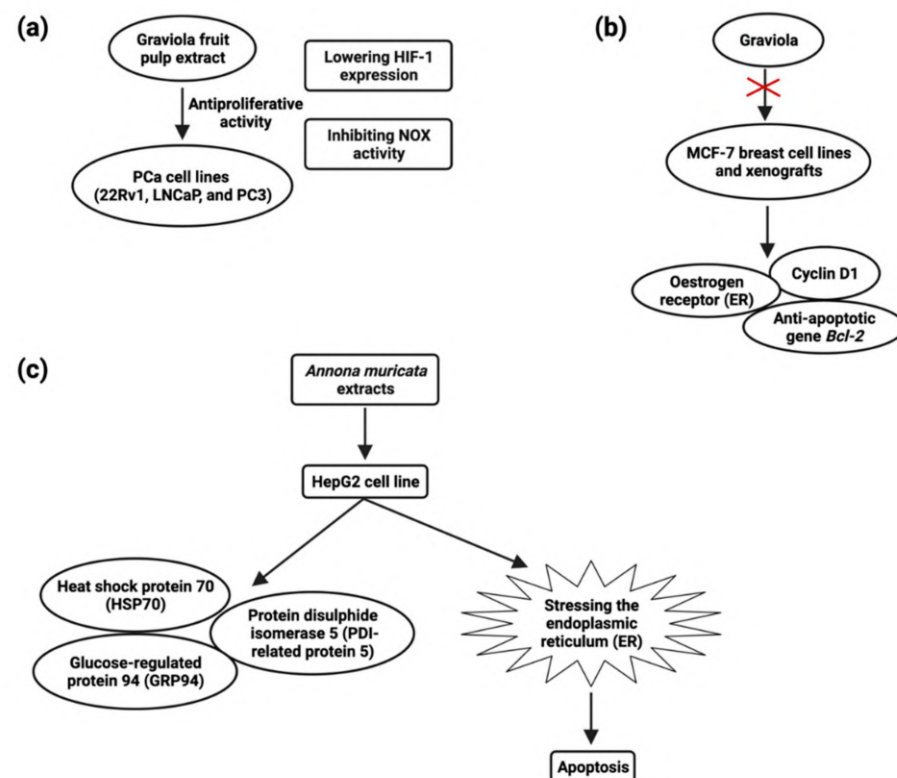 (a)
Graviola fruit
pulp extract
Lowering HIF-1
expression
Antiproliferative
activity
Inhibiting NOX
activity
PCa cell lines
(22Rv1, LNCaP, and PC3)
(b)
Graviola
MCF-7 breast cell lines
and xenografts
Oestrogen
receptor (ER)
Cyclin D1
Anti-apoptotic
gene Bcl-2
(c)
Annona muricata
extracts
HepG2 cell line
Heat shock protein 70
(HSP70)
Protein disulphide
isomerase 5 (PDI-
related protein 5)
Glucose-regulated
protein 94 (GRP94)
Stressing the
endoplasmic
reticulum (ER)
Apoptosis